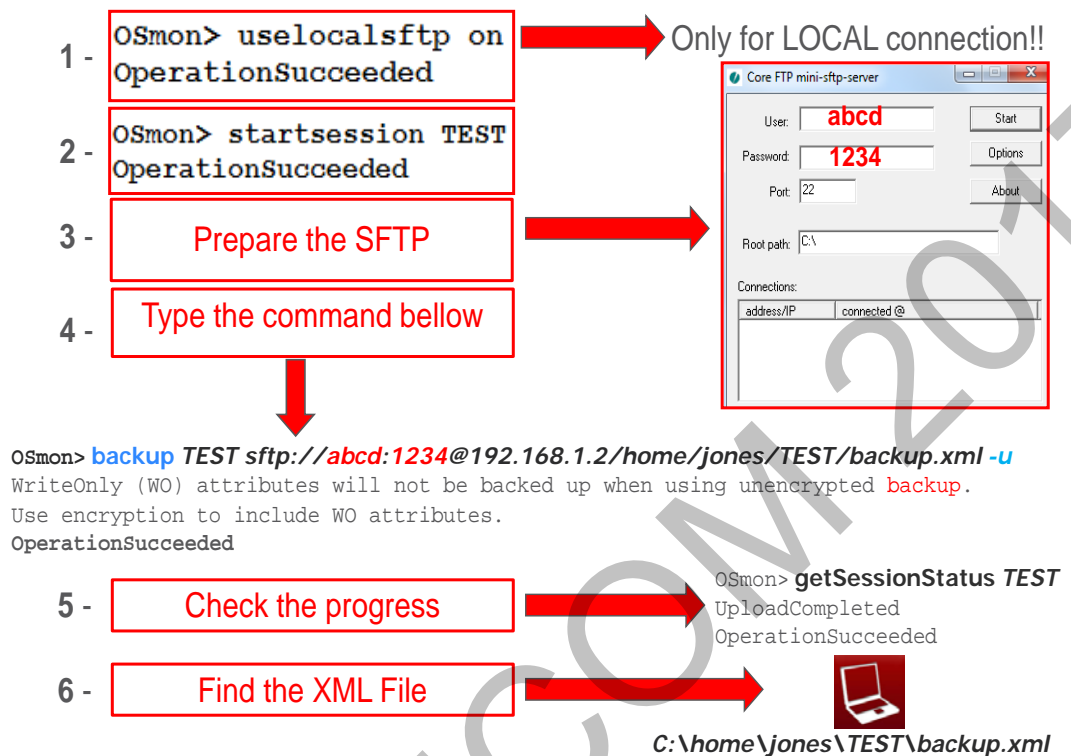 1 -
OSmon> uselocalsftp on
OperationSucceeded
Only for LOCAL connection!!
Core FTP mini-sftp-server
User: abcd
Start
Password: 1234
Options
Port: 22
About
Root path: C:\
Connections:
address/IP connected @
2 -
OSmon> startsession TEST
OperationSucceeded
3 - Prepare the SFTP
4 - Type the command bellow
OSmon> backup TEST sftp://abcd:1234@192.168.1.2/home/jones/TEST/backup.xml -u
WriteOnly (WO) attributes will not be backed up when using unencrypted backup.
Use encryption to include WO attributes.
OperationSucceeded
5 - Check the progress
OSmon> getSessionStatus TEST
UploadCompleted
OperationSucceeded
6 - Find the XML File
C:\home\jones\TEST\backup.xml
COM 201